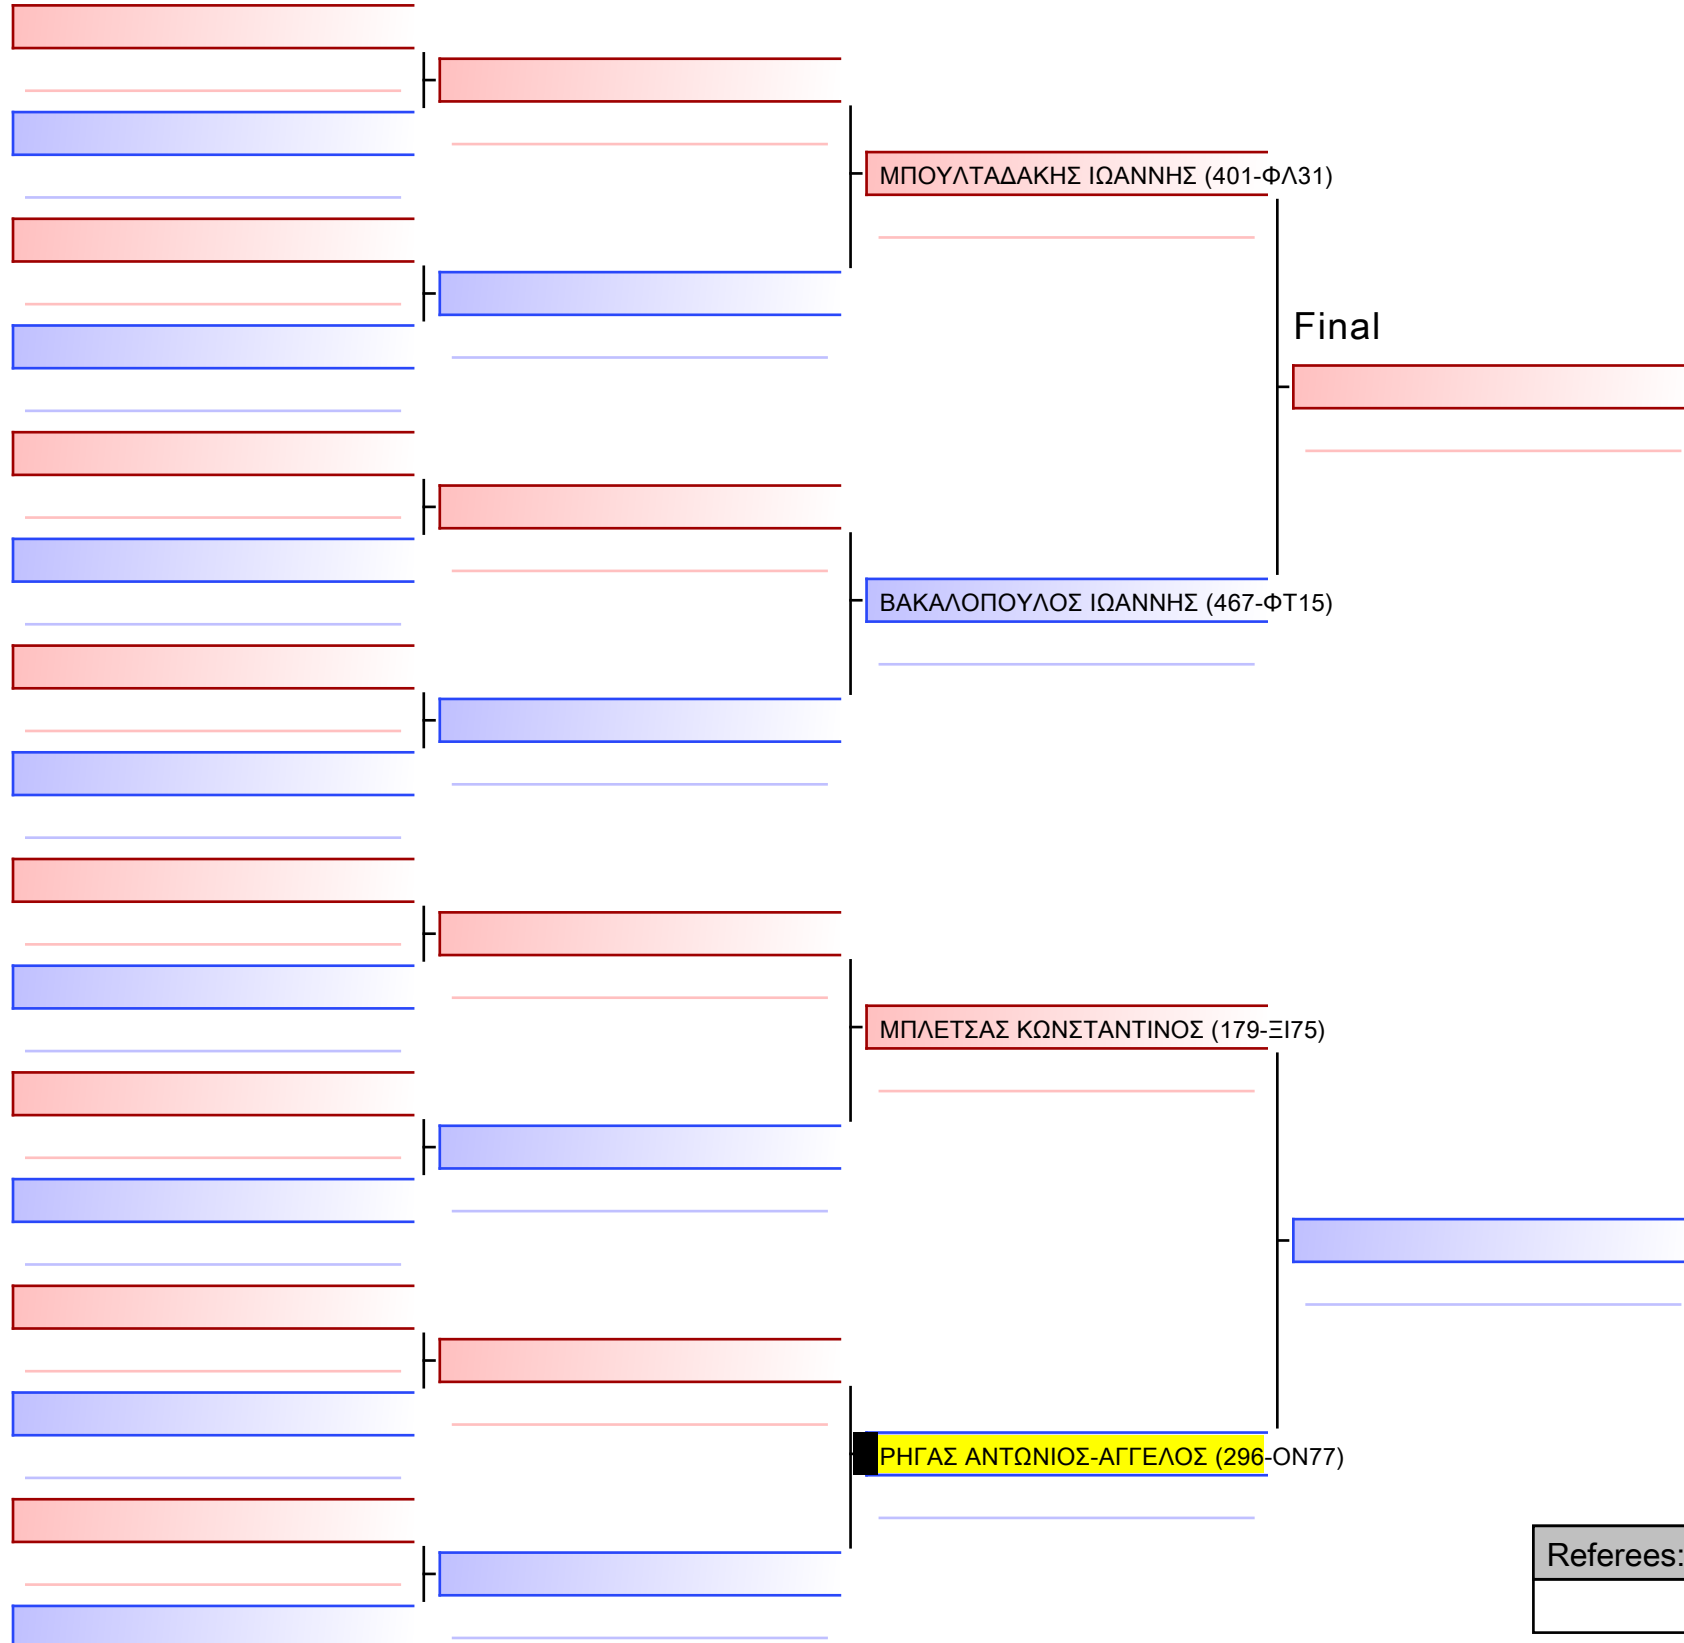 ΜΠΟΥΛΤΑΔΑΚΗΣ ΙΩΑΝΝΗΣ (401-ΦΛ31)
Final
ΒΑΚΑΛΟΠΟΥΛΟΣ ΙΩΑΝΝΗΣ (467-ΦΤ15)
ΜΠΛΕΤΣΑΣ ΚΩΝΣΤΑΝΤΙΝΟΣ (179-ΞΙ75)
ΡΗΓΑΣ ΑΝΤΩΝΙΟΣ-ΑΓΓΕΛΟΣ (296-ΟΝ77)
Referees: